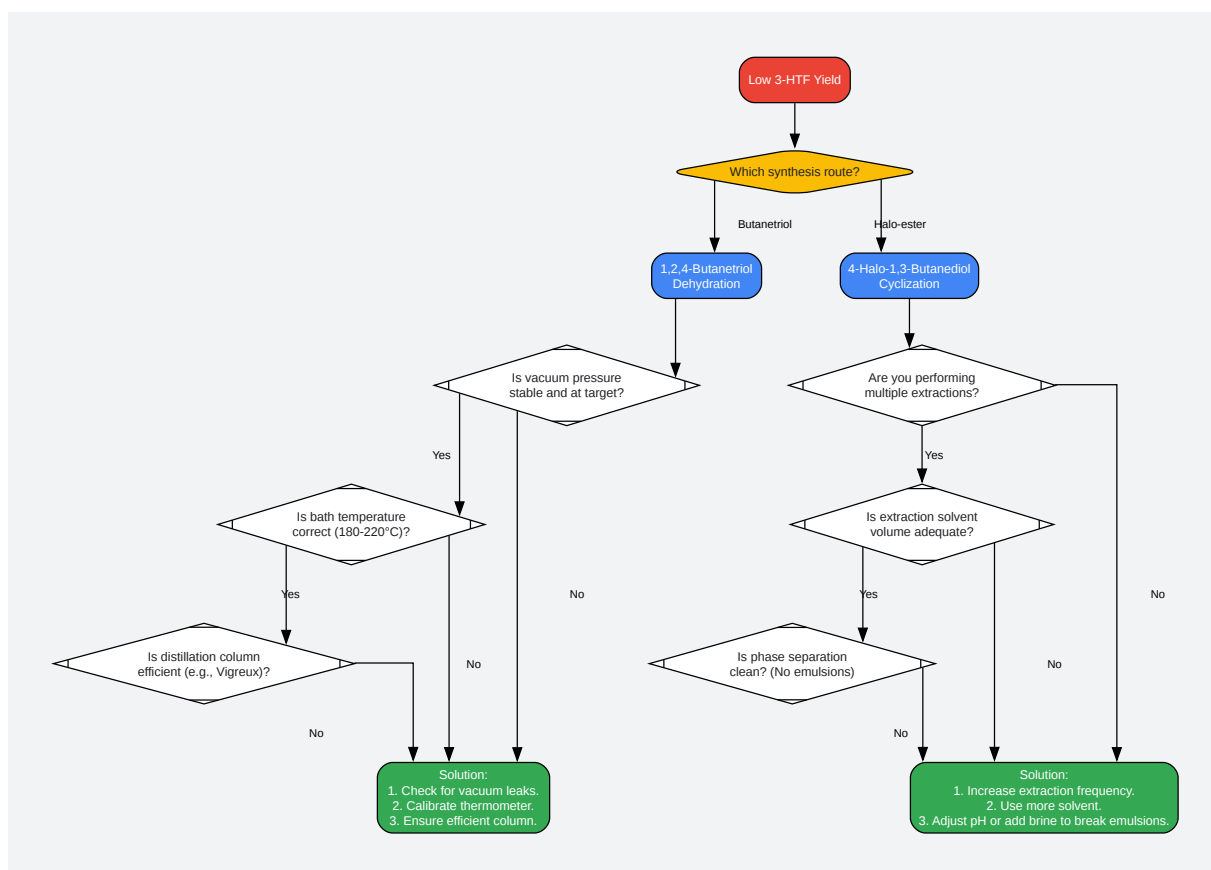 Low 3-HTF Yield
Which synthesis route?
Butanetriol
Halo-ester
1,2,4-Butanetriol
Dehydration
4-Halo-1,3-Butanediol
Cyclization
Is vacuum pressure
stable and at target?
Are you performing
multiple extractions?
Yes
Yes
Is bath temperature
correct (180-220°C)?
Is extraction solvent
volume adequate?
Yes
No
Yes
No
Is distillation column
efficient (e.g., Vigreux)?
No
Is phase separation
clean? (No emulsions)
No
No
No
Solution:
1. Check for vacuum leaks.
2. Calibrate thermometer.
3. Ensure efficient column.
Solution:
1. Increase extraction frequency.
2. Use more solvent.
3. Adjust pH or add brine to break emulsions.